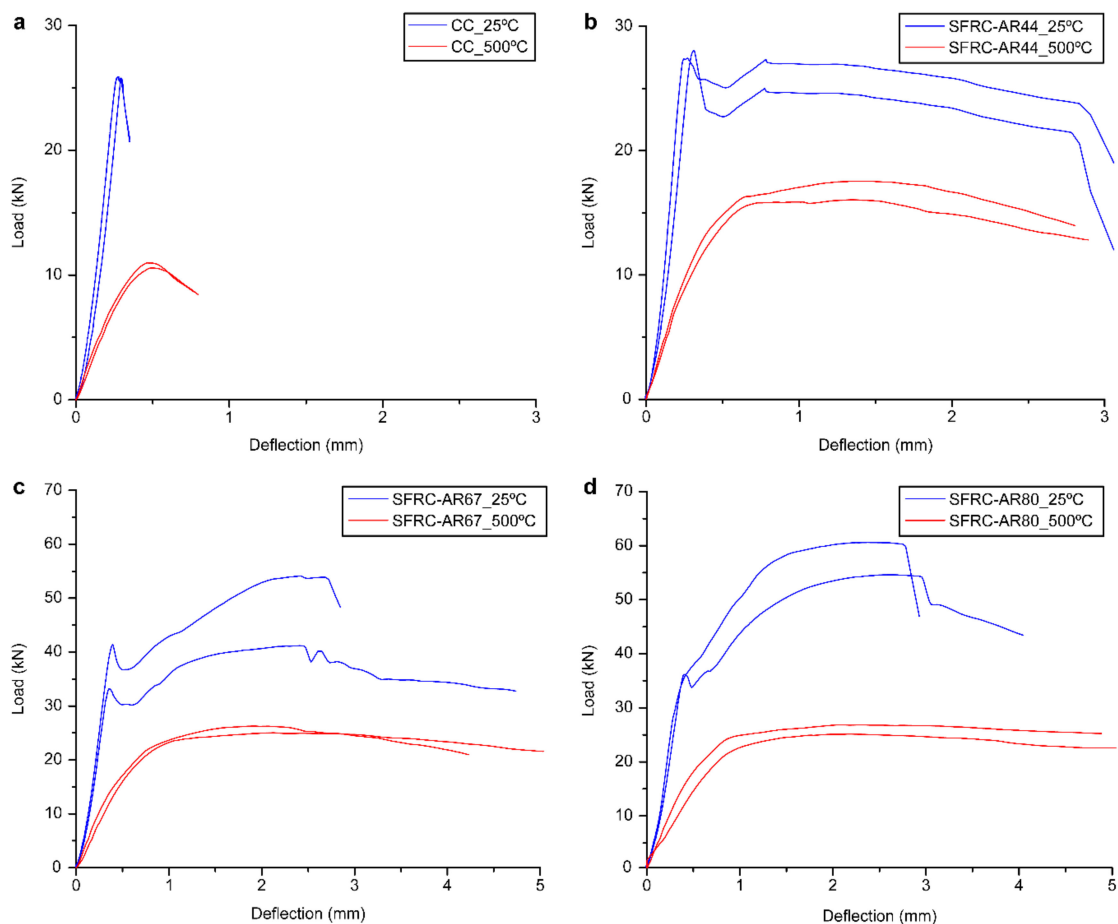 a
CC_25ºC
CC_500ºC
30
20
10
0
Load (kN)
0
1
2
3
Deflection (mm)
b
SFRC-AR44_25ºC
SFRC-AR44_500ºC
30
20
10
0
Load (kN)
0
1
2
3
Deflection (mm)
c
SFRC-AR67_25ºC
SFRC-AR67_500ºC
70
60
50
40
30
20
10
0
Load (kN)
0
1
2
3
4
5
Deflection (mm)
d
SFRC-AR80_25ºC
SFRC-AR80_500ºC
70
60
50
40
30
20
10
0
Load (kN)
0
1
2
3
4
5
Deflection (mm)